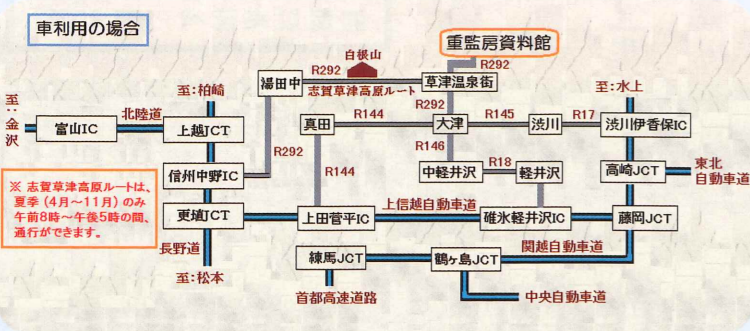 車利用の場合
重監房資料館
白根山
R292
R292
湯田中
草津温泉街
志賀草津高原ルート
至:柏崎
至:水上
至:金沢
北陸道
R292
富山IC
上越JCT
真田
R144
大津
R145
渋川
R17
渋川伊香保IC
R292
R146
信州中野IC
R144
中軽井沢
R18
軽井沢
高崎JCT
東北
自動車道
※ 志賀草津高原ルートは、
夏季(4月～11月)のみ
午前8時～午後5時の間、
通行ができます。
更埴JCT
上田菅平IC
上信越自動車道
碓氷軽井沢IC
藤岡JCT
長野道
関越自動車道
至:松本
練馬JCT
鶴ヶ島JCT
首都高速道路
中央自動車道